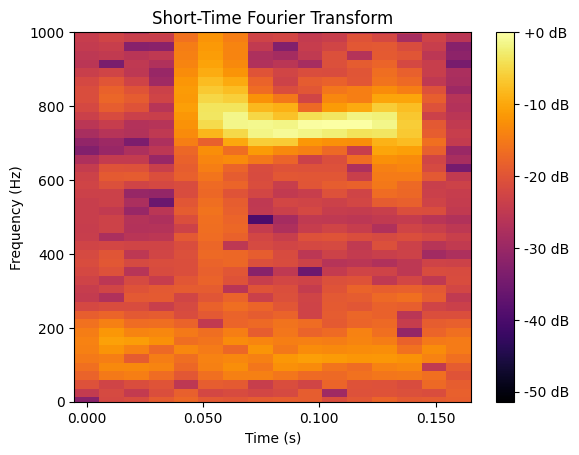 Short-Time Fourier Transform
1000
800
600
400
200
0
Frequency (Hz)
0.000
0.050
0.100
0.150
Time (s)
+0 dB
-10 dB
-20 dB
-30 dB
-40 dB
-50 dB